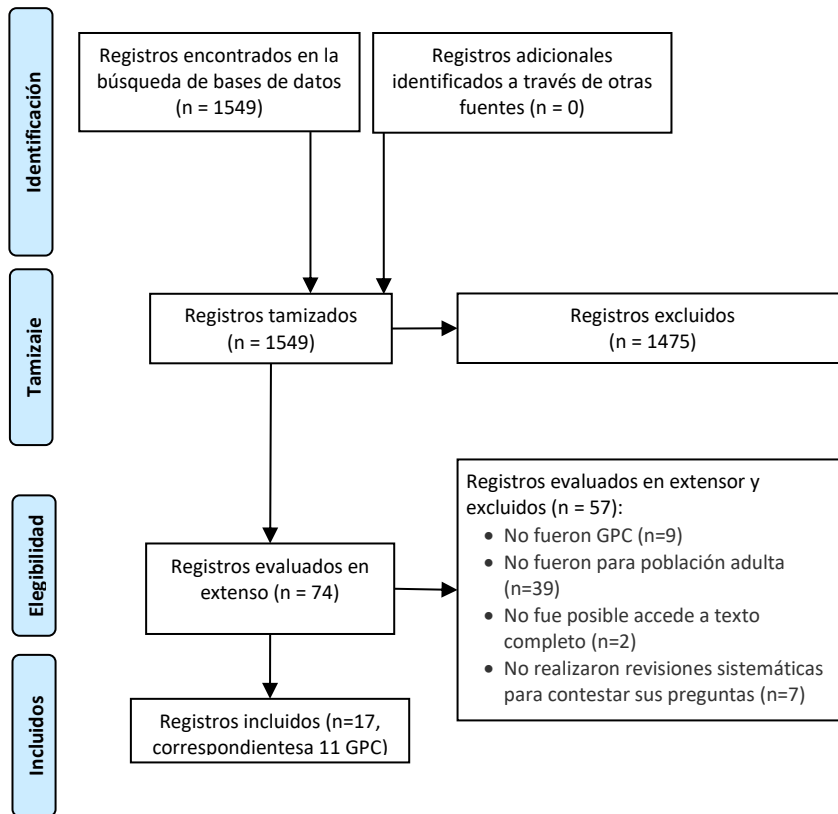 Identificación
Registros encontrados en la
búsqueda de bases de datos
(n = 1549)
Registros adicionales
identificados a través de otras
fuentes (n = 0)
Tamizaje
Registros tamizados
(n = 1549)
Registros excluidos
(n = 1475)
Elegibilidad
Registros evaluados en
extenso (n = 74)
Registros evaluados en extensor y
excluidos (n = 57):
• No fueron GPC (n=9)
• No fueron para población adulta
(n=39)
• No fue posible accede a texto
completo (n=2)
• No realizaron revisiones sistemáticas
para contestar sus preguntas (n=7)
Incluidos
Registros incluidos (n=17,
correspondientesa 11 GPC)